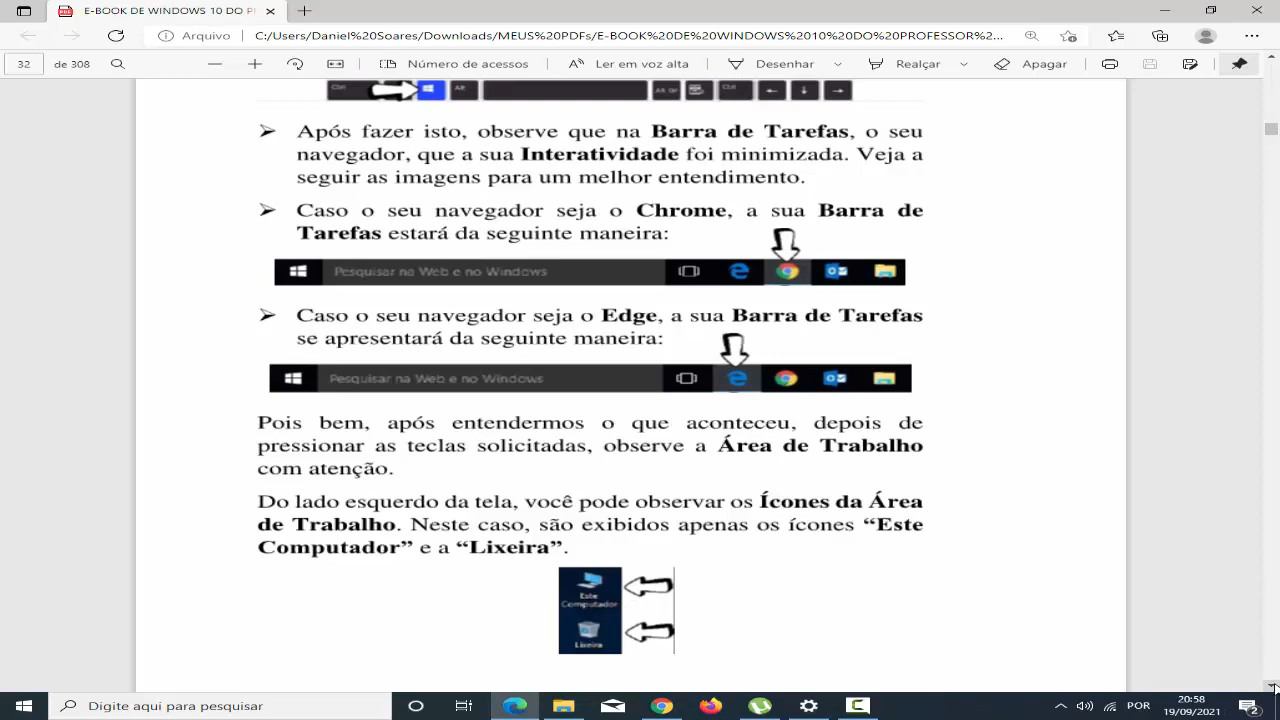 E-BOOK DE WINDOWS 10 DO PI
Arquivo
C:/Users/Daniel%20Soares/Downloads/MEUS%20PDFs/E-BOOK%20DE%20WINDOWS%2010%20DO%20PROFESSOR%2...
32 de 308
Número de acessos
Ler em voz alta
Desenhar
Realçar
Apagar
Ctrl
Alt
Alt Gr
Ctrl
Após fazer isto, observe que na Barra de Tarefas, o seu
navegador, que a sua Interatividade foi minimizada. Veja a
seguir as imagens para um melhor entendimento.
Caso o seu navegador seja o Chrome, a sua Barra de
Tarefas estará da seguinte maneira:
Pesquisar na Web e no Windows
Caso o seu navegador seja o Edge, a sua Barra de Tarefas
se apresentará da seguinte maneira:
Pesquisar na Web e no Windows
Pois bem, após entendermos o que aconteceu, depois de
pressionar as teclas solicitadas, observe a Área de Trabalho
com atenção.
Do lado esquerdo da tela, você pode observar os Ícones da Área
de Trabalho. Neste caso, são exibidos apenas os ícones “Este
Computador” e a “Lixeira”.
Este
Computador
Lixeira
Digite aqui para pesquisar
POR
20:58
19/09/2021
2